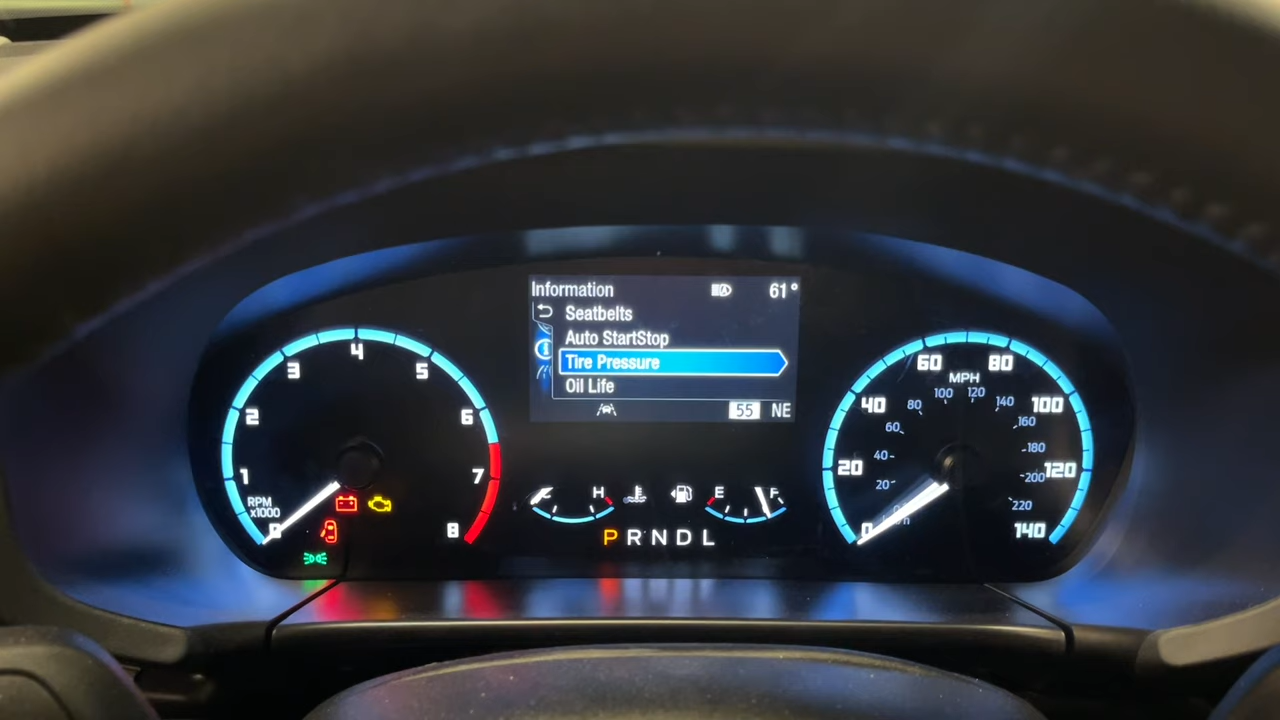 Information 61°
Seatbelts
Auto StartStop
Tire Pressure
Oil Life
55 NE
0 1 2 3 4 5 6 7 8
RPM
x1000
C H
E F
P R N D L
0 20 40 60 80 100 120 140
MPH
20 40 60 80 100 120 140 160 180 200 220